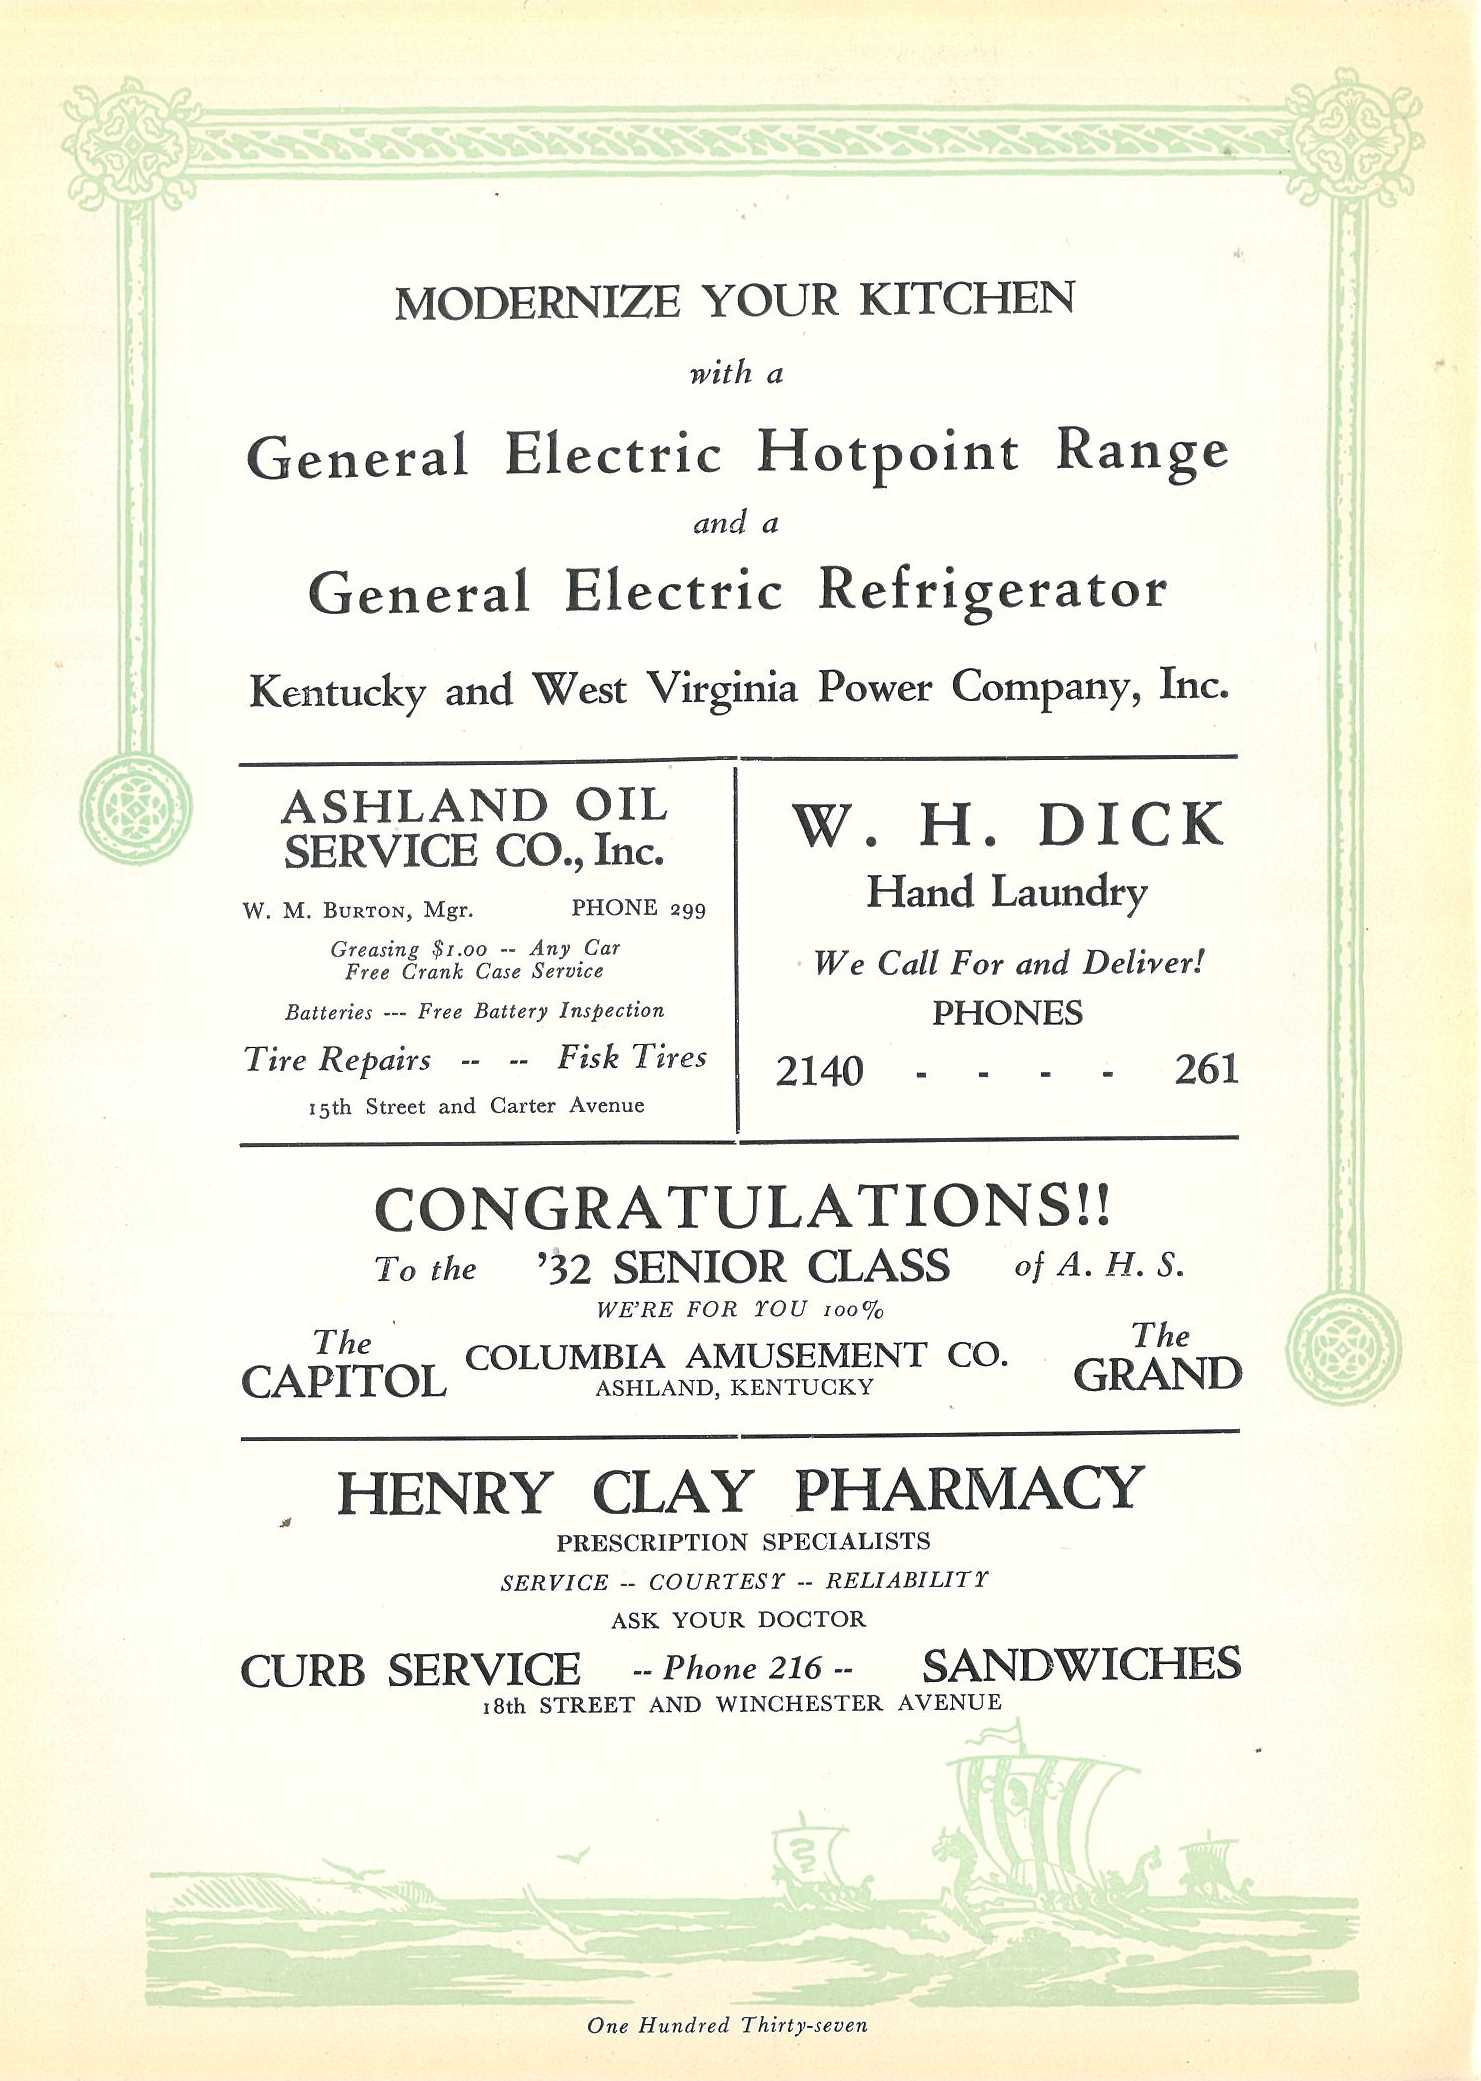 MODERNIZE YOUR KITCHEN
with a
General Electric Hotpoint Range
and a
General Electric Refrigerator
Kentucky and West Virginia Power Company, Inc.
ASHLAND OIL
SERVICE CO., Inc.
W. M. BURTON, Mgr. PHONE 299
Greasing $1.00 -- Any Car
Free Crank Case Service
Batteries --- Free Battery Inspection
Tire Repairs -- -- Fisk Tires
15th Street and Carter Avenue
W. H. DICK
Hand Laundry
We Call For and Deliver!
PHONES
2140 - - - - 261
CONGRATULATIONS!!
To the '32 SENIOR CLASS of A. H. S.
WE'RE FOR YOU 100%
The
CAPITOL
COLUMBIA AMUSEMENT CO.
ASHLAND, KENTUCKY
The
GRAND
HENRY CLAY PHARMACY
PRESCRIPTION SPECIALISTS
SERVICE -- COURTESY -- RELIABILITY
ASK YOUR DOCTOR
CURB SERVICE -- Phone 216 -- SANDWICHES
18th STREET AND WINCHESTER AVENUE
One Hundred Thirty-seven